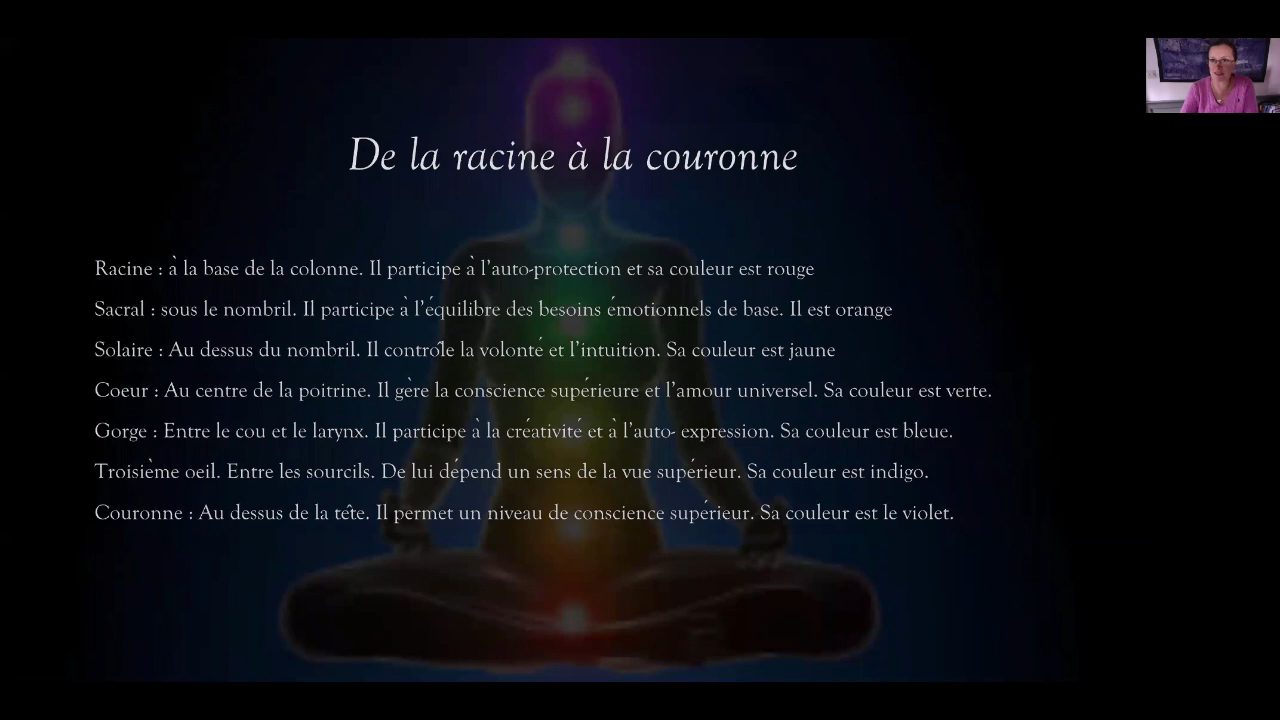 De la racine à la couronne
Racine : à la base de la colonne. Il participe à l'auto-protection et sa couleur est rouge
Sacral : sous le nombril. Il participe à l'équilibre des besoins émotionnels de base. Il est orange
Solaire : Au dessus du nombril. Il contrôle la volonté et l'intuition. Sa couleur est jaune
Coeur : Au centre de la poitrine. Il gère la conscience supérieure et l'amour universel. Sa couleur est verte.
Gorge : Entre le cou et le larynx. Il participe à la créativité et à l'auto- expression. Sa couleur est bleue.
Troisième oeil. Entre les sourcils. De lui dépend un sens de la vue supérieur. Sa couleur est indigo.
Couronne : Au dessus de la tête. Il permet un niveau de conscience supérieur. Sa couleur est le violet.